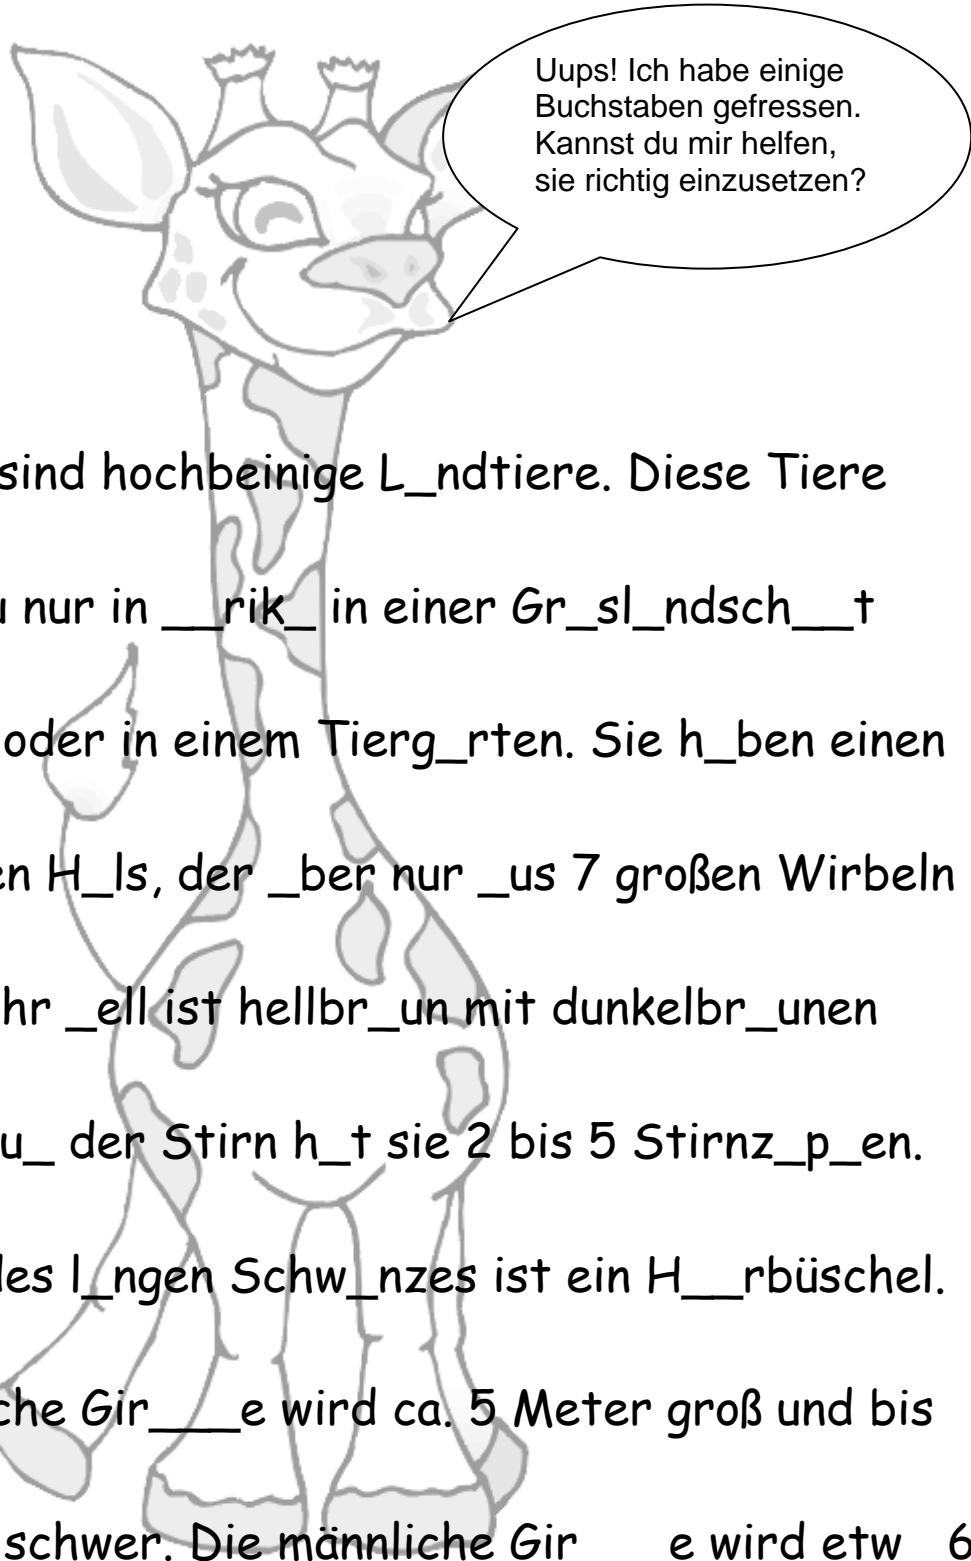 Uups! Ich habe einige
Buchstaben gefressen.
Kannst du mir helfen,
sie richtig einzusetzen?
sind hochbeinige L_ndtiere. Diese Tiere
nur in __rik_ in einer Gr_sl_ndsch__t
oder in einem Tierg_rten. Sie h_ben einen
H_ls, der _ber nur _us 7 großen Wirbeln
_ell ist hellbr_un mit dunkelbr_unen
der Stirn h_t sie 2 bis 5 Stirnz_p_en.
l_ngen Schw_nzes ist ein H__rbüschel.
Gir___e wird ca. 5 Meter groß und bis
schwer. Die männliche Gir___e wird etw_ 6